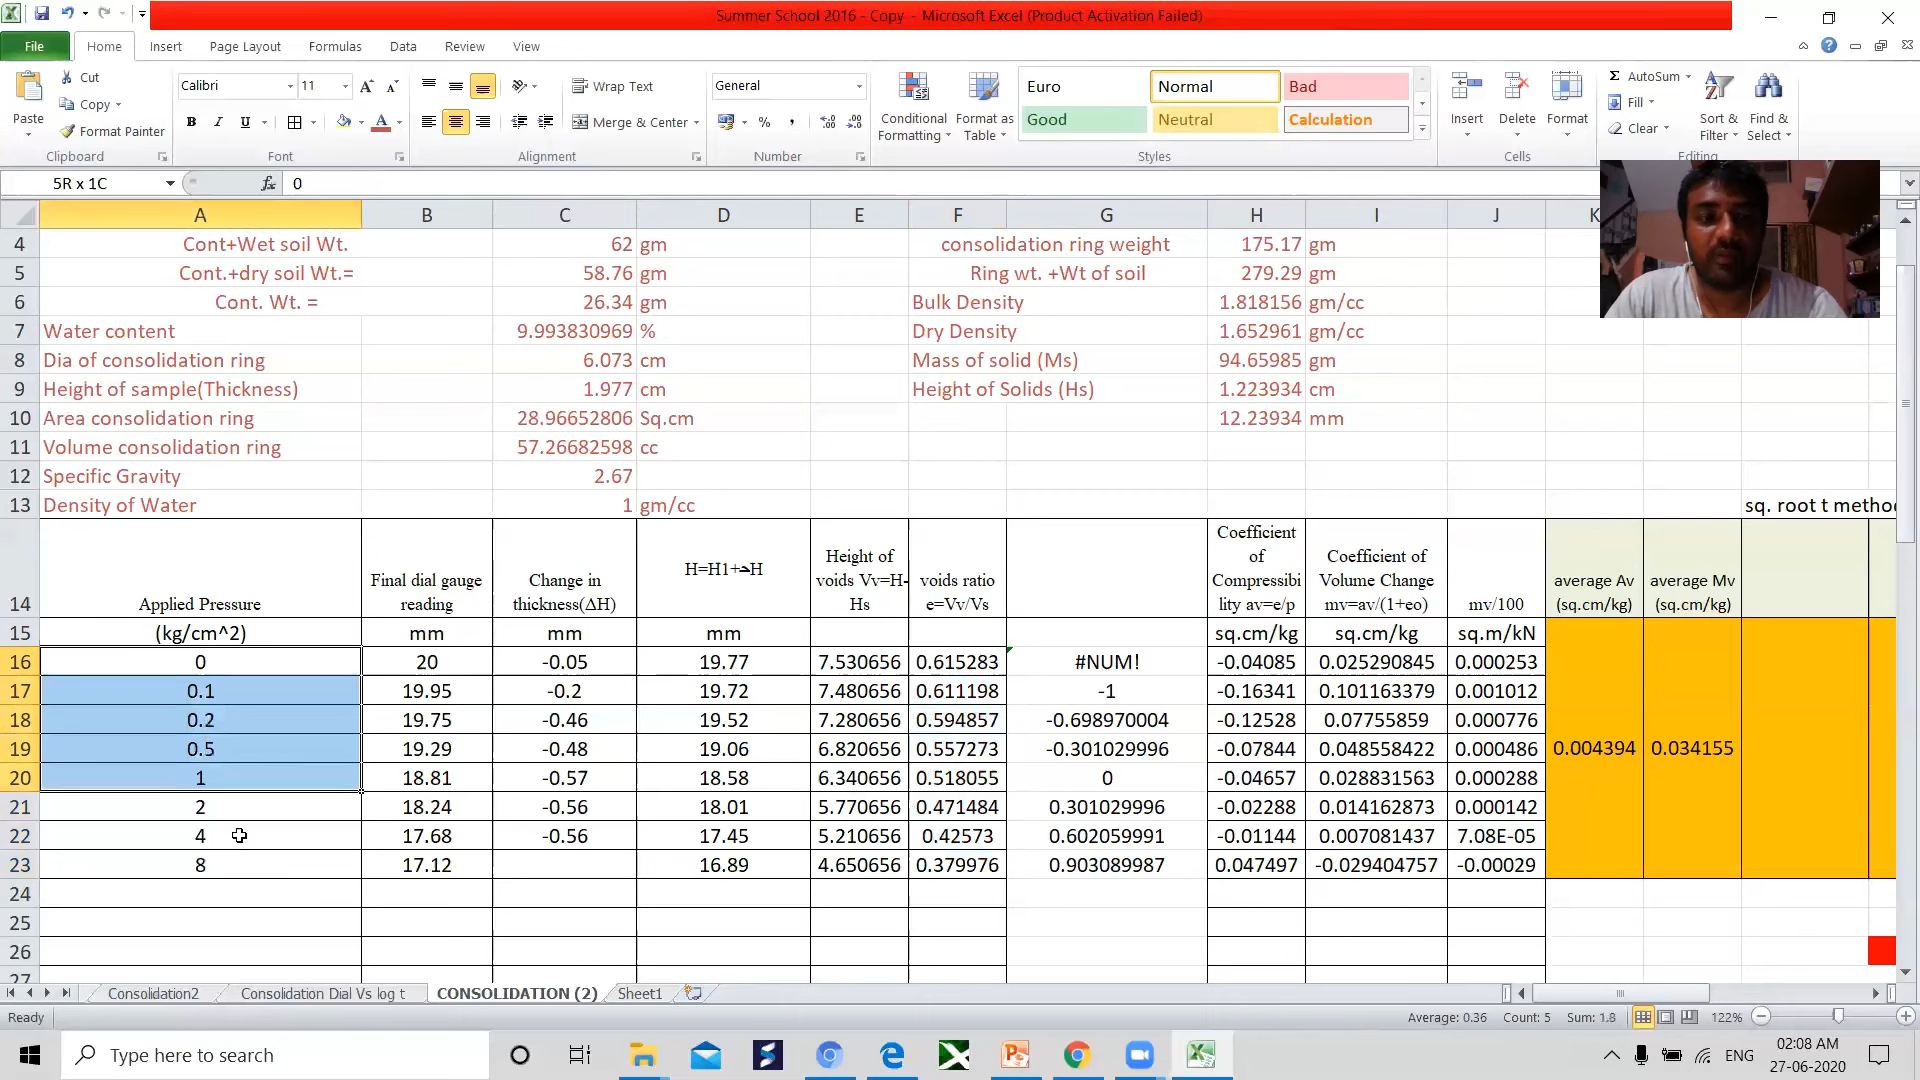 Summer School 2016 - Copy - Microsoft Excel (Product Activation Failed)
File Home Insert Page Layout Formulas Data Review View
Cut
Copy
Format Painter
Paste
Clipboard
Calibri 11
B I U
Font
Wrap Text
Merge & Center
Alignment
General
Number
Conditional Formatting
Format as Table
Euro Normal Bad
Good Neutral Calculation
Styles
Insert Delete Format
Cells
AutoSum
Fill
Clear
Sort & Filter
Find & Select
Editing
5R x 1C fx 0
A B C D E F G H I J K
4 Cont+Wet soil Wt. 62 gm consolidation ring weight 175.17 gm
5 Cont.+dry soil Wt.= 58.76 gm Ring wt. +Wt of soil 279.29 gm
6 Cont. Wt. = 26.34 gm Bulk Density 1.818156 gm/cc
7 Water content 9.993830969 % Dry Density 1.652961 gm/cc
8 Dia of consolidation ring 6.073 cm Mass of solid (Ms) 94.65985 gm
9 Height of sample(Thickness) 1.977 cm Height of Solids (Hs) 1.223934 cm
10 Area consolidation ring 28.96652806 Sq.cm 12.23934 mm
11 Volume consolidation ring 57.26682598 cc
12 Specific Gravity 2.67
13 Density of Water 1 gm/cc sq. root t metho
14 Applied Pressure
Final dial gauge reading
Change in thickness(ΔH)
H=H1+ H
Height of voids Vv=H-Hs
voids ratio e=Vv/Vs
Coefficient of Compressibi lity av=e/p
Coefficient of Volume Change mv=av/(1+eo)
mv/100
average Av (sq.cm/kg)
average Mv (sq.cm/kg)
15 (kg/cm^2) mm mm mm sq.cm/kg sq.cm/kg sq.m/kN
16 0 20 -0.05 19.77 7.530656 0.615283 #NUM! -0.04085 0.025290845 0.000253
17 0.1 19.95 -0.2 19.72 7.480656 0.611198 -1 -0.16341 0.101163379 0.001012
18 0.2 19.75 -0.46 19.52 7.280656 0.594857 -0.698970004 -0.12528 0.07755859 0.000776
19 0.5 19.29 -0.48 19.06 6.820656 0.557273 -0.301029996 -0.07844 0.048558422 0.000486 0.004394 0.034155
20 1 18.81 -0.57 18.58 6.340656 0.518055 0 -0.04657 0.028831563 0.000288
21 2 18.24 -0.56 18.01 5.770656 0.471484 0.301029996 -0.02288 0.014162873 0.000142
22 4 17.68 -0.56 17.45 5.210656 0.42573 0.602059991 -0.01144 0.007081437 7.08E-05
23 8 17.12 16.89 4.650656 0.379976 0.903089987 0.047497 -0.029404757 -0.00029
24
25
26
27
Consolidation2 Consolidation Dial Vs log t CONSOLIDATION (2) Sheet1
Ready Average: 0.36 Count: 5 Sum: 1.8 122%
Type here to search
ENG
02:08 AM
27-06-2020